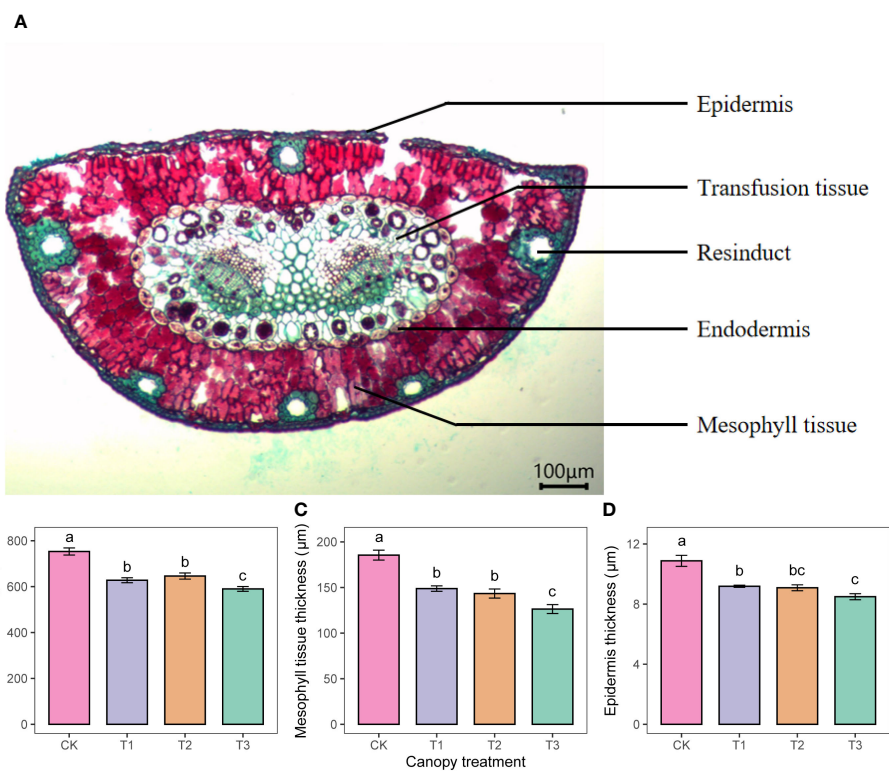 A
Epidermis
Transfusion tissue
Resinduct
Endodermis
Mesophyll tissue
100μm
800
600
400
200
0
a
b
b
c
CK
T1
T2
T3
C
Mesophyll tissue thickness (μm)
200
150
100
50
0
a
b
b
c
CK
T1
T2
T3
Canopy treatment
D
Epidermis thickness (μm)
12
8
4
0
a
b
bc
c
CK
T1
T2
T3